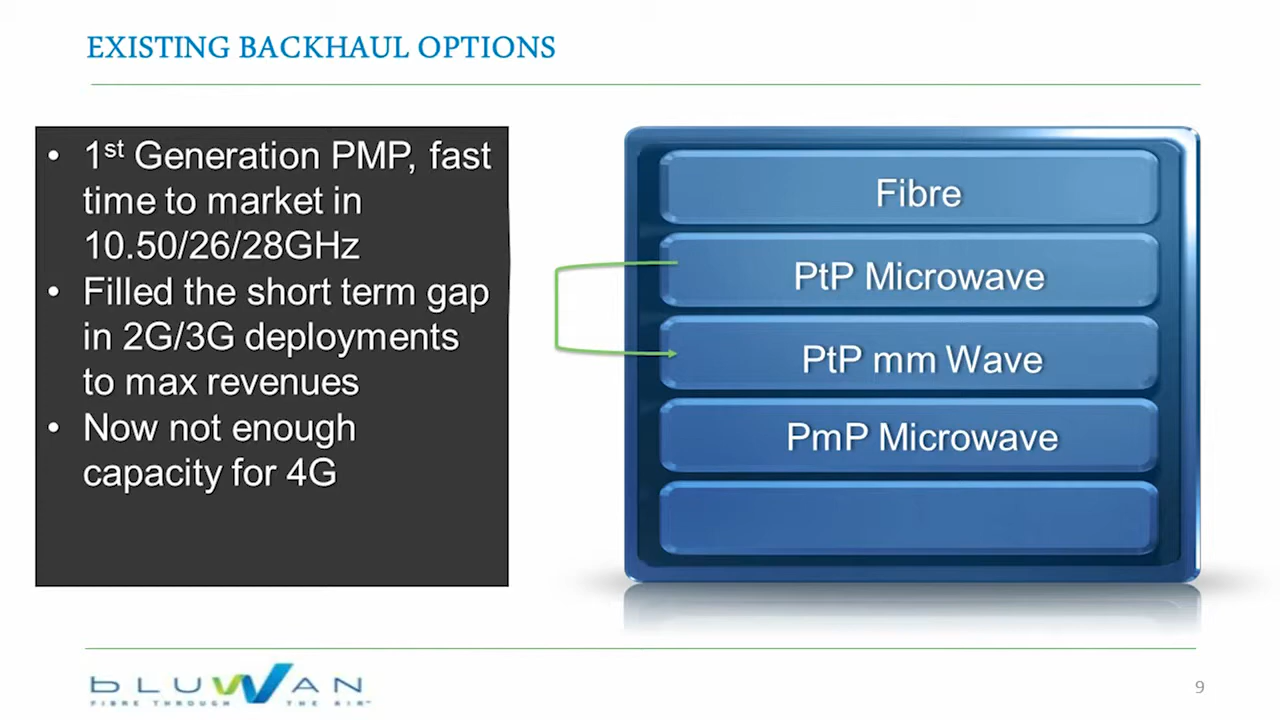 EXISTING BACKHAUL OPTIONS
• 1st Generation PMP, fast
time to market in
10.50/26/28GHz
• Filled the short term gap
in 2G/3G deployments
to max revenues
• Now not enough
capacity for 4G
Fibre
PtP Microwave
PtP mm Wave
PmP Microwave
bLUWAN
FIBRE THROUGH THE AIR™
9